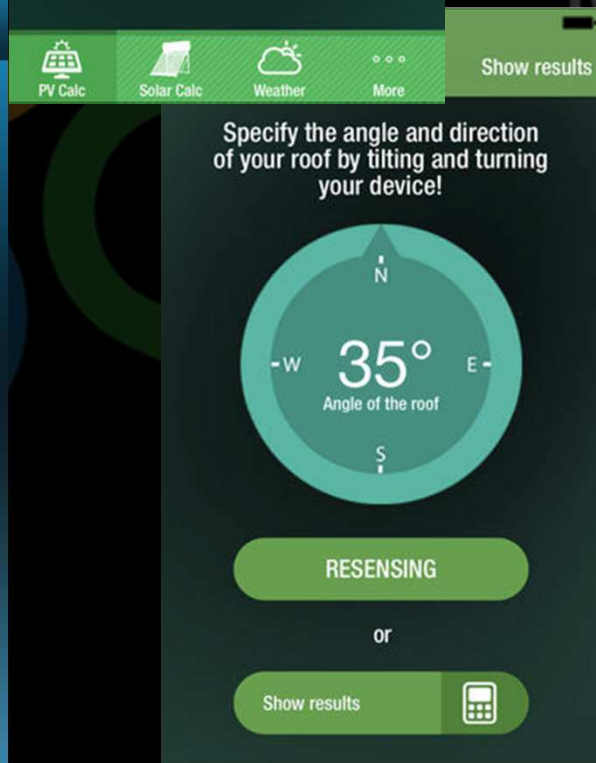 PV Calc
Solar Calc
Weather
More
Show results
Specify the angle and direction
of your roof by tilting and turning
your device!
N
W
35°
E
Angle of the roof
S
RESENSING
or
Show results